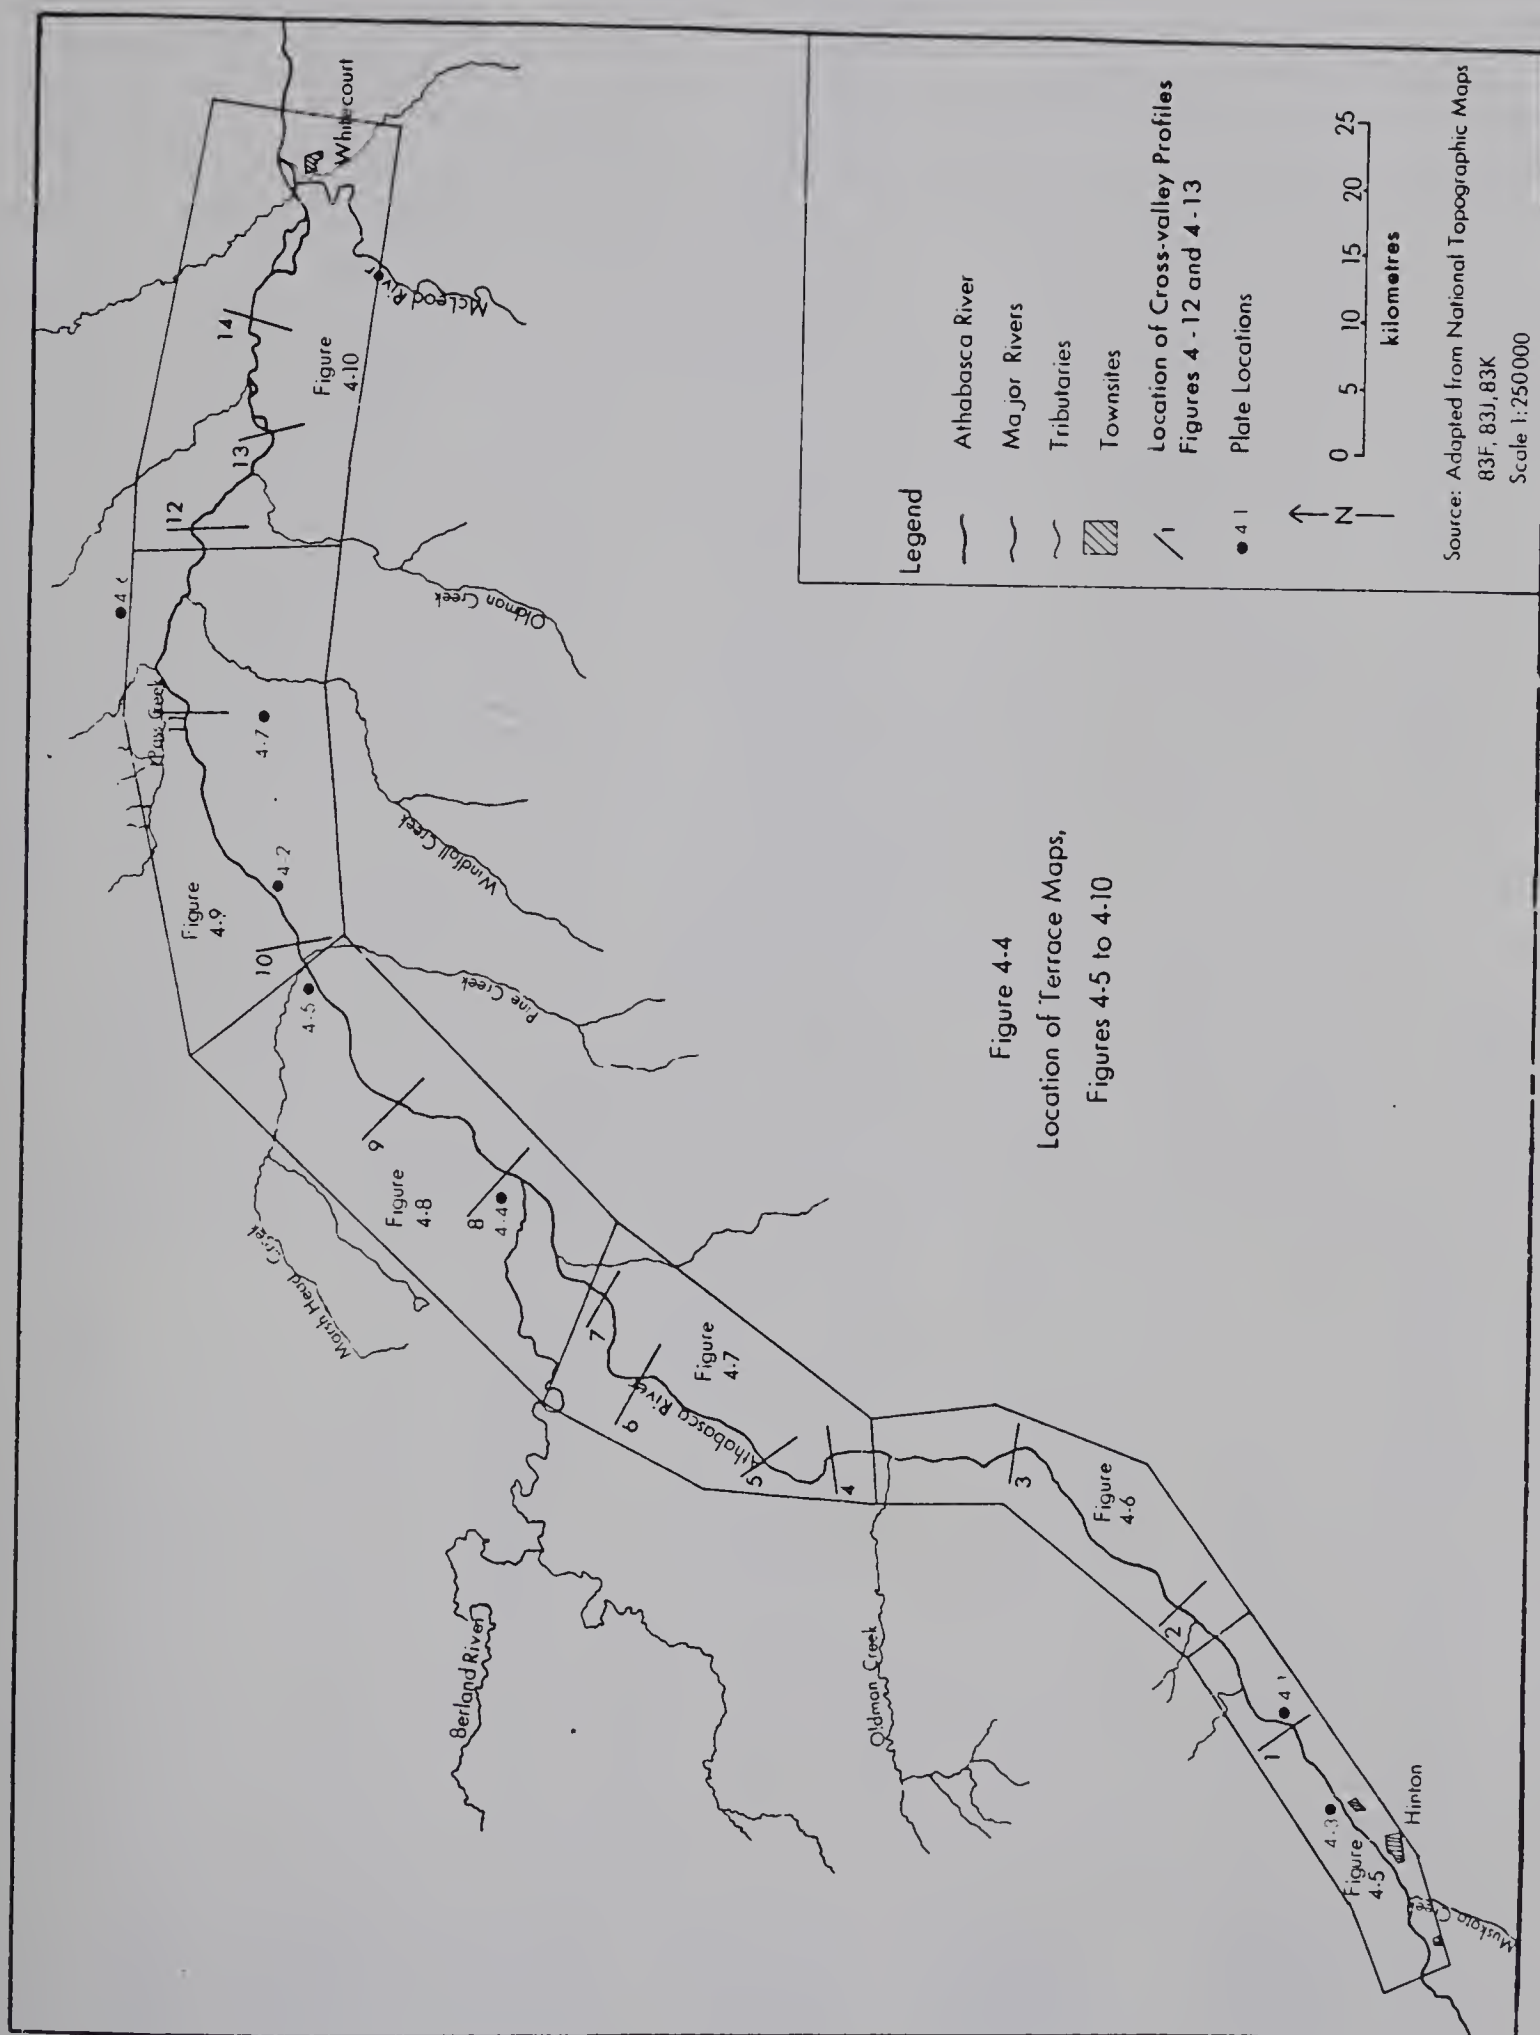 Whitecourt
McLeod River
14
Figure
4-10
13
12
Oldman Creek
Pass Creek
11
4-7
Windfall Creek
4-2
Figure
4-9
10
4-5
Pine Creek
9
Figure
4-8
8
4-4
Marsh Head Creek
7
6
Figure
4-7
Athabasca River
5
4
3
Berland River
Oldman Creek
Figure
4-6
2
1
4-3
Figure
4-5
Hinton
Muskuta Creek
Figure 4-4
Location of Terrace Maps,
Figures 4-5 to 4-10
Legend
Athabasca River
Major Rivers
Tributaries
Townsites
1 Location of Cross-valley Profiles
Figures 4-12 and 4-13
4 1 Plate Locations
N
0 5 10 15 20 25
kilometres
Source: Adapted from National Topographic Maps
83F, 83J, 83K
Scale 1:250000